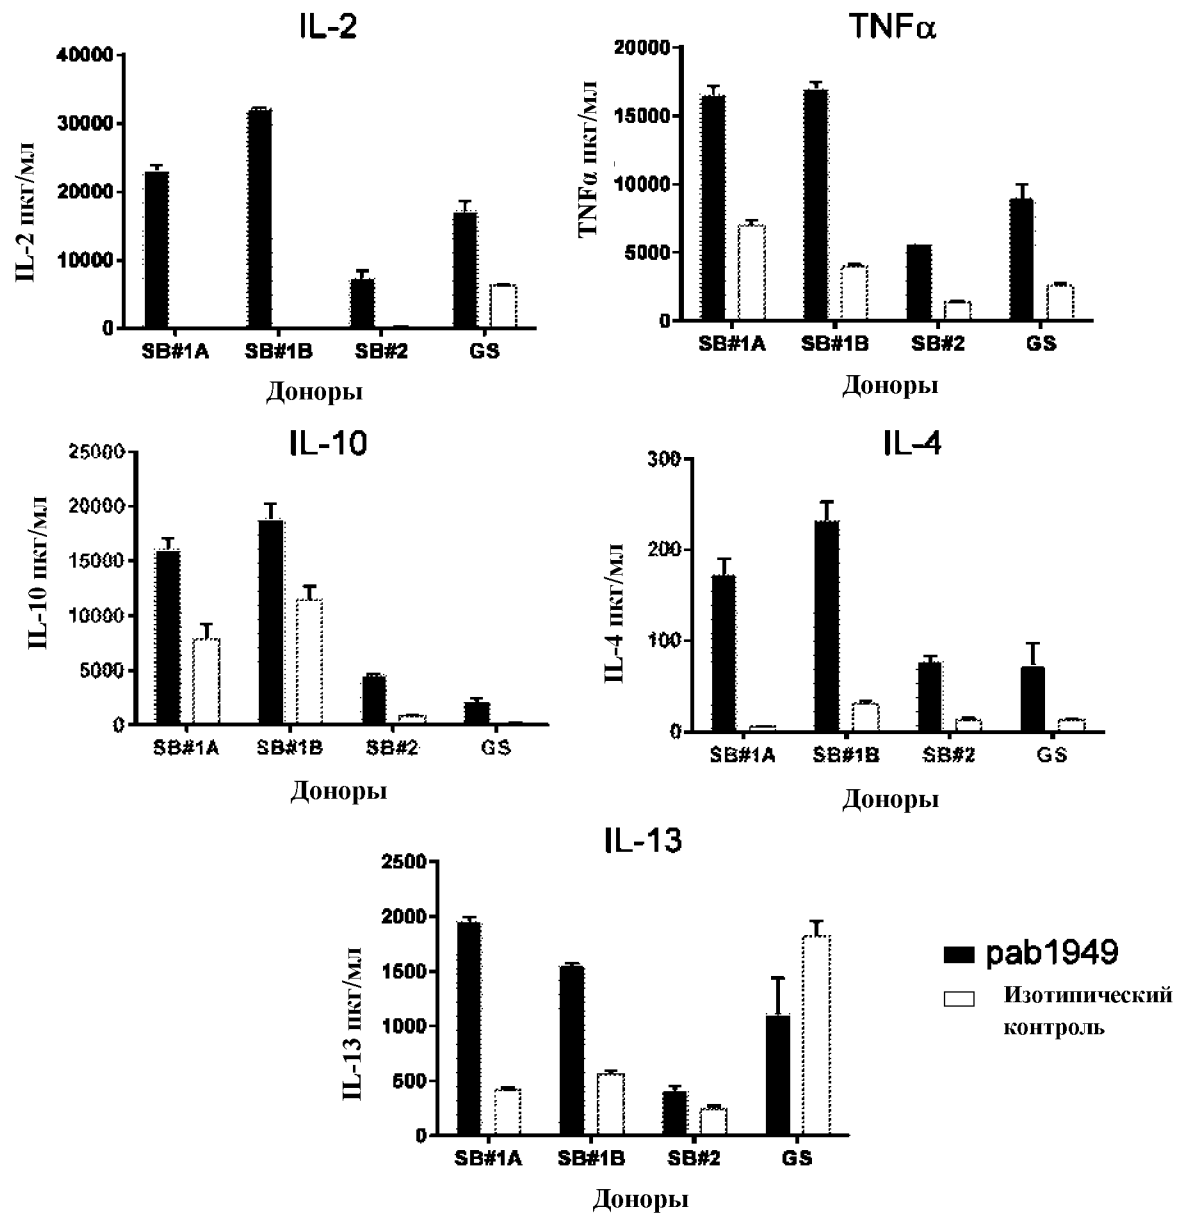 IL-2
IL-2 пкг/мл
40000
30000
20000
10000
0
SB#1A SB#1B SB#2 GS
Доноры
TNFα
TNFα пкг/мл
20000
15000
10000
5000
0
SB#1A SB#1B SB#2 GS
Доноры
IL-10
IL-10 пкг/мл
25000
20000
15000
10000
5000
0
SB#1A SB#1B SB#2 GS
Доноры
IL-4
IL-4 пкг/мл
300
200
100
0
SB#1A SB#1B SB#2 GS
Доноры
IL-13
IL-13 пкг/мл
2500
2000
1500
1000
500
0
SB#1A SB#1B SB#2 GS
Доноры
pab1949
Изотипический
контроль